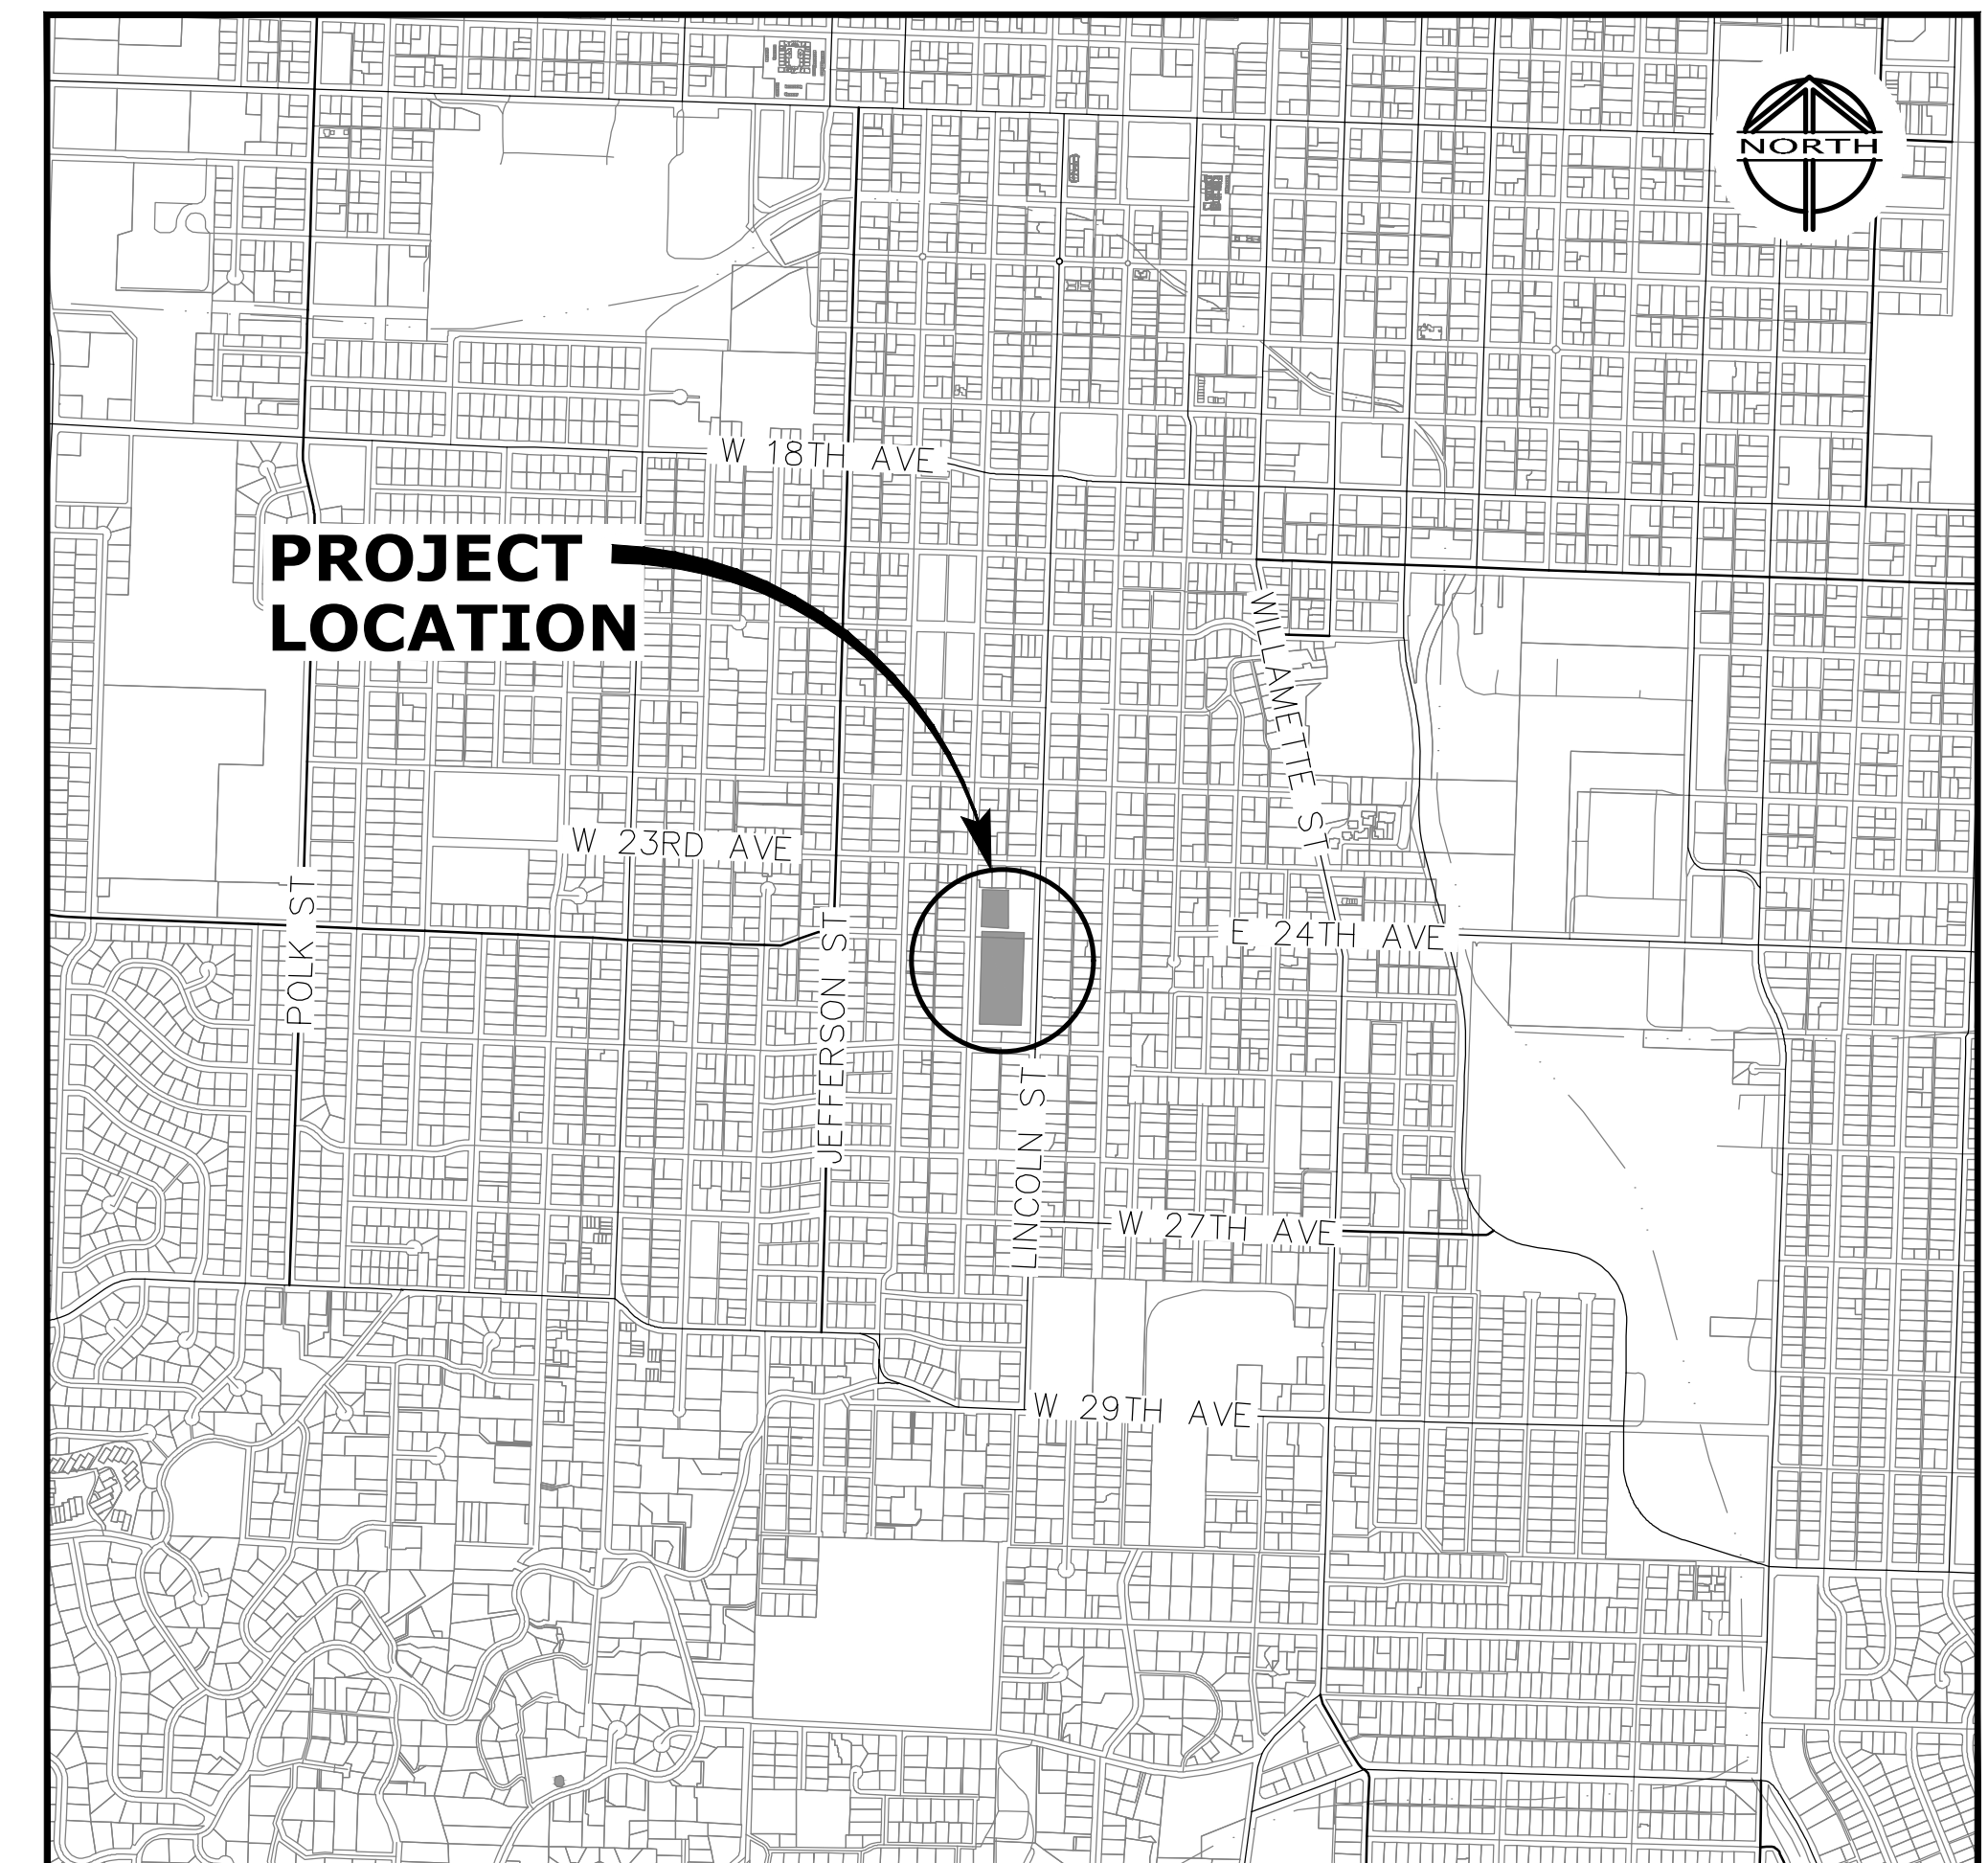 NORTH
W 18TH AVE
PROJECT
LOCATION
WILLAMETTE ST
W 23RD AVE
POLK ST
JEFFERSON ST
E 24TH AVE
LINCOLN ST
W 27TH AVE
W 29TH AVE